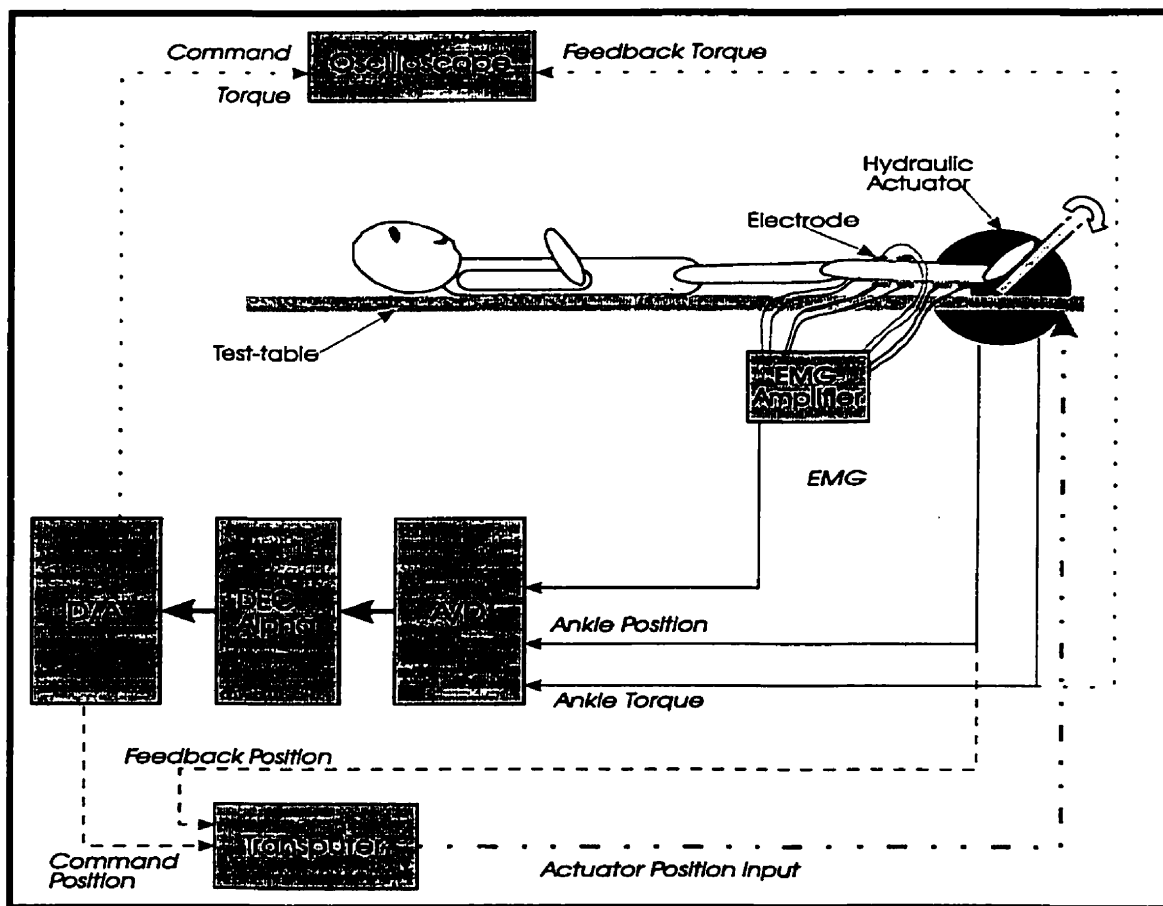 Command
Torque
Oscilloscope
Feedback Torque
Hydraulic
Actuator
Electrode
Test-table
EMG
Amplifier
EMG
D/A
DEC
Alpha
A/D
Ankle Position
Ankle Torque
Feedback Position
Transputer
Command
Position
Actuator Position Input